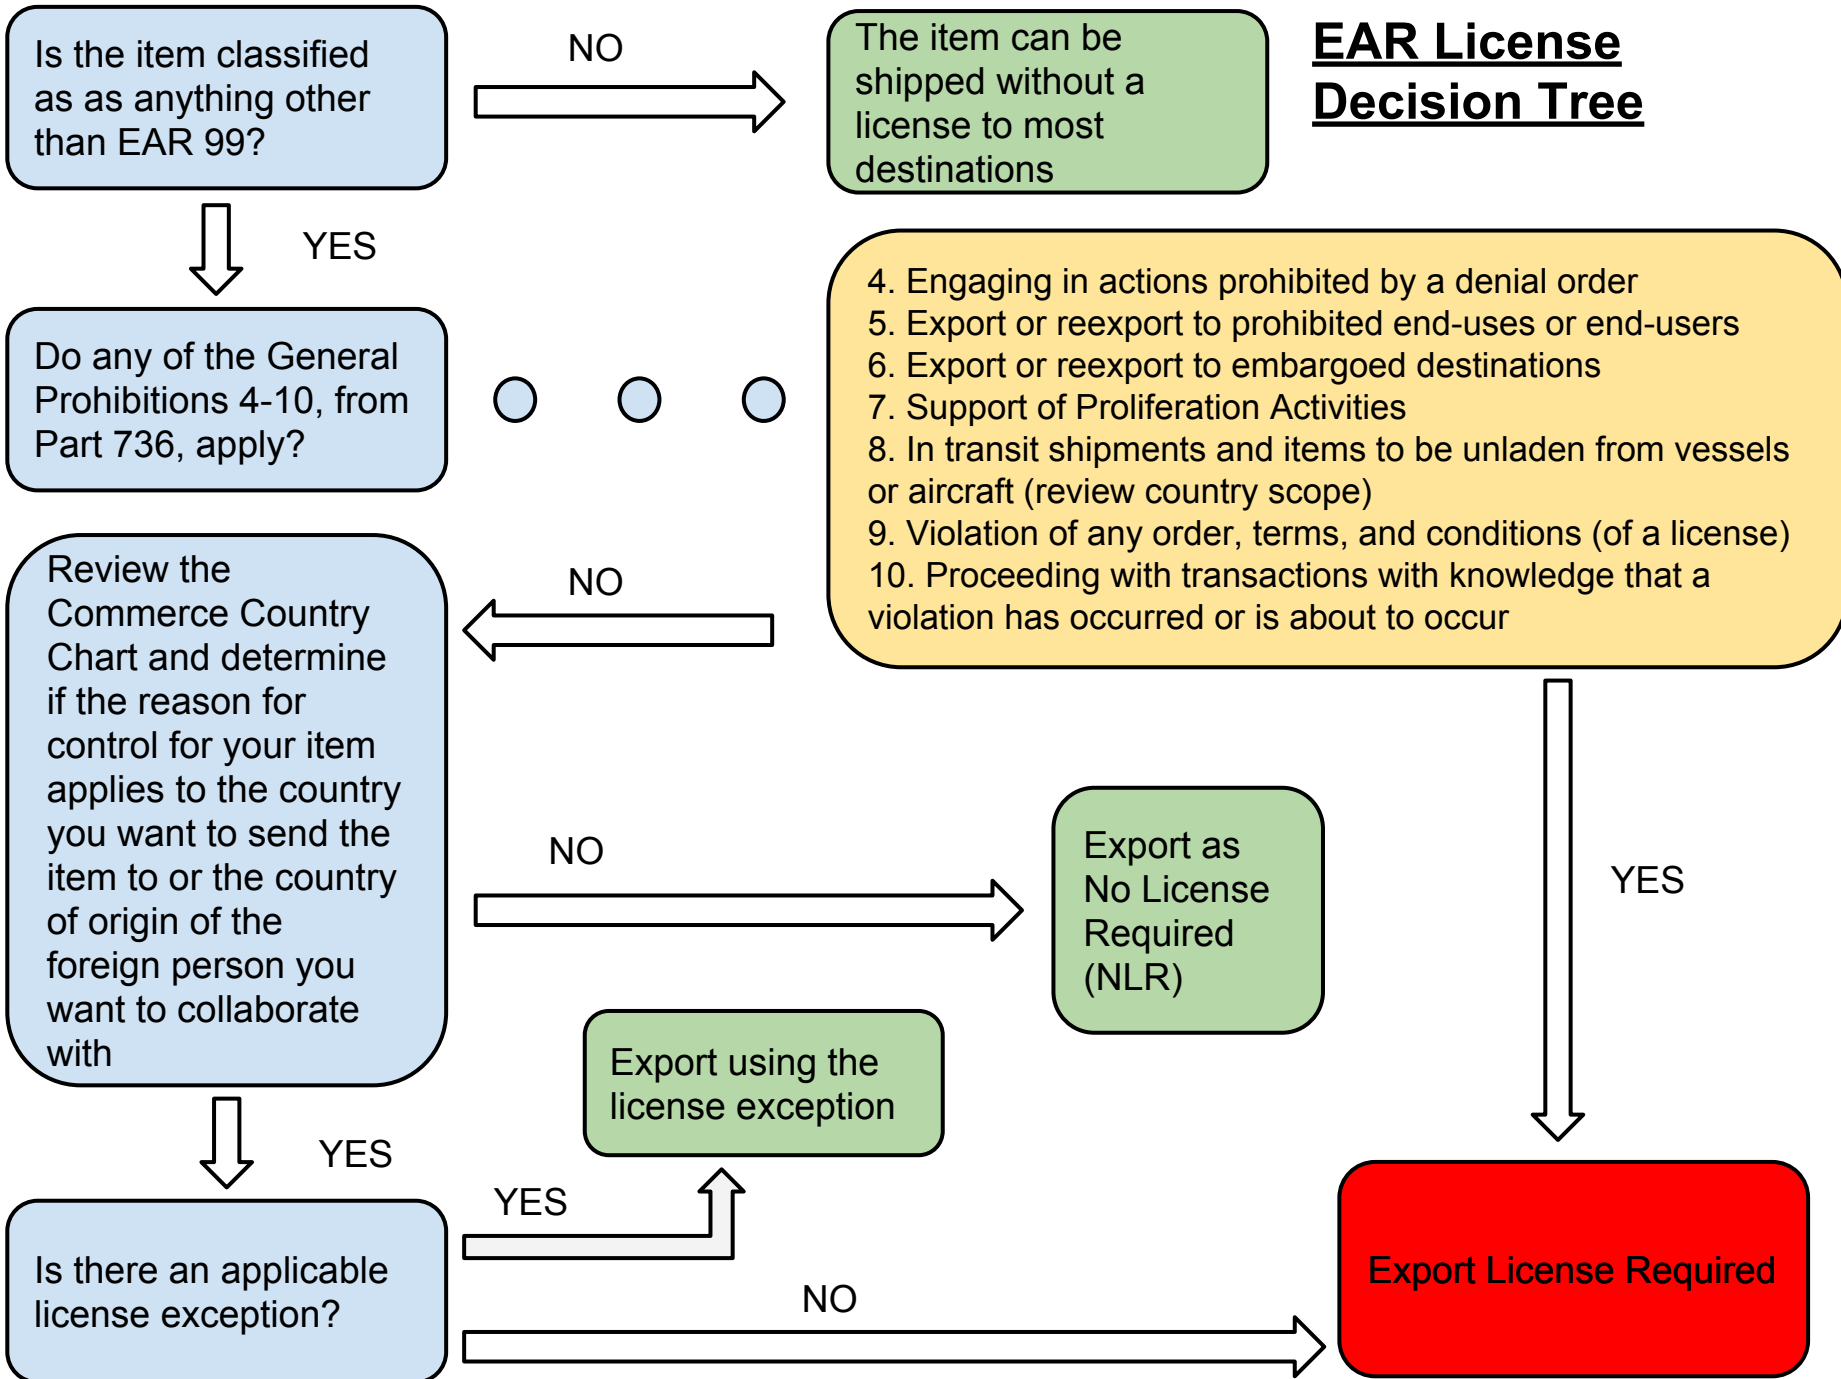 EAR License
Decision Tree
Is the item classified
as as anything other
than EAR 99?
NO
The item can be
shipped without a
license to most
destinations
YES
Do any of the General
Prohibitions 4-10, from
Part 736, apply?
4. Engaging in actions prohibited by a denial order
5. Export or reexport to prohibited end-uses or end-users
6. Export or reexport to embargoed destinations
7. Support of Proliferation Activities
8. In transit shipments and items to be unladen from vessels
or aircraft (review country scope)
9. Violation of any order, terms, and conditions (of a license)
10. Proceeding with transactions with knowledge that a
violation has occurred or is about to occur
NO
Review the
Commerce Country
Chart and determine
if the reason for
control for your item
applies to the country
you want to send the
item to or the country
of origin of the
foreign person you
want to collaborate
with
NO
Export as
No License
Required
(NLR)
YES
Export using the
license exception
YES
YES
Is there an applicable
license exception?
NO
Export License Required